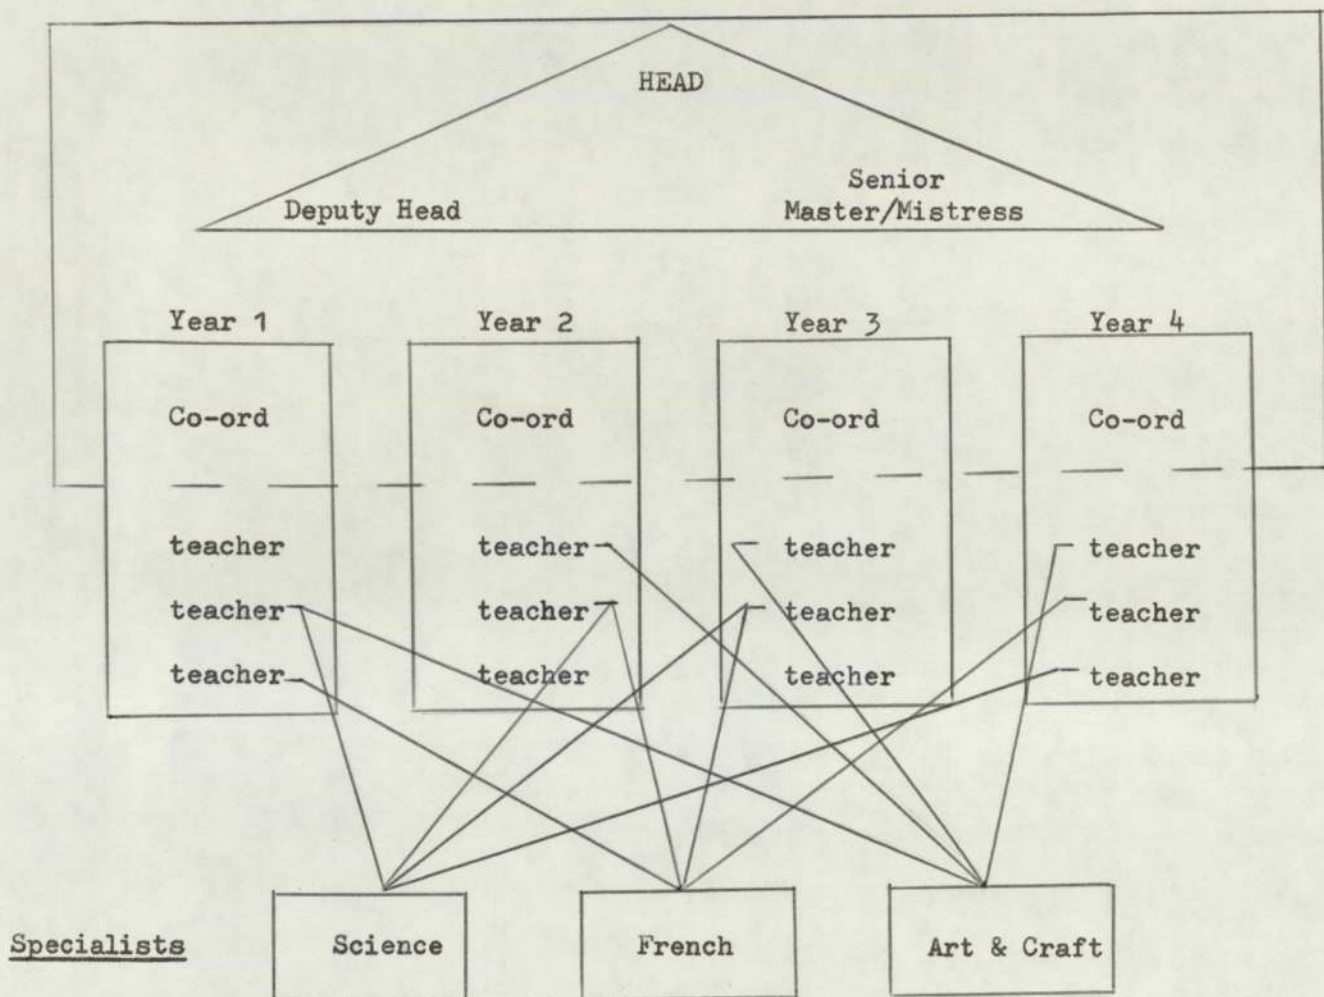 HEAD
Senior
Deputy Head Master/Mistress
Year 1 Year 2 Year 3 Year 4
Co-ord Co-ord Co-ord Co-ord
teacher teacher teacher teacher
teacher teacher teacher teacher
teacher teacher teacher teacher
Specialists Science French Art & Craft